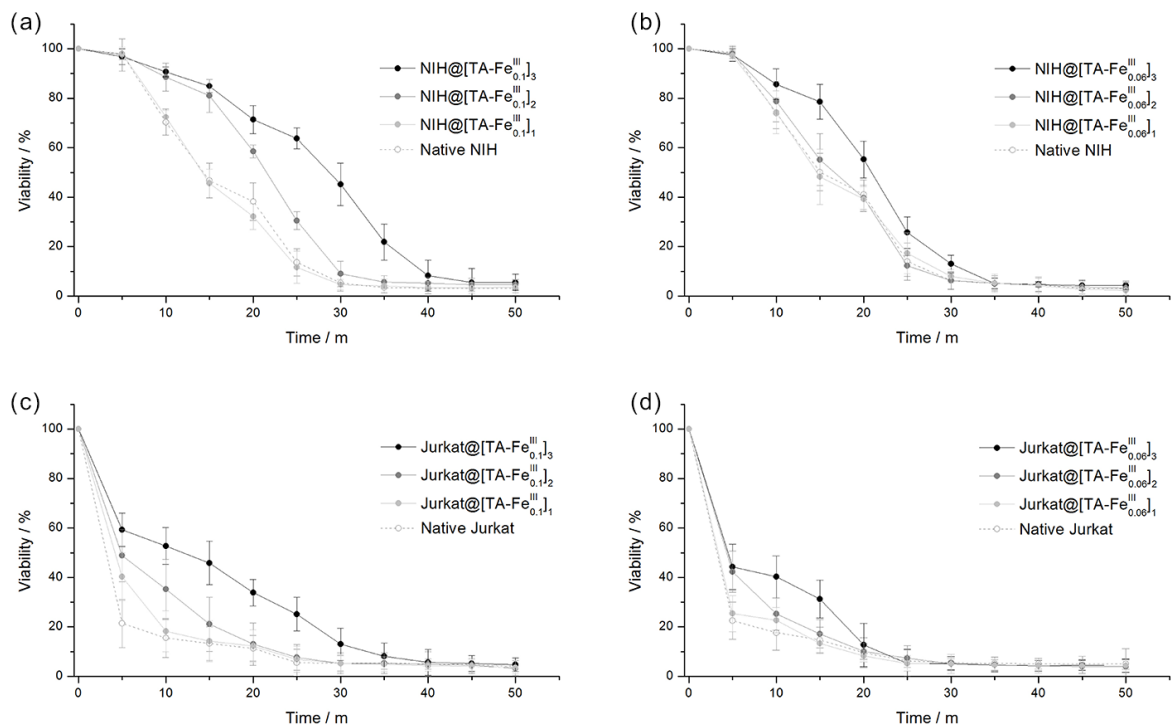 (a)
100
80
60
40
20
0
Viability / %
0 10 20 30 40 50
Time / m
NIH@[TA-Fe^III_0.1]_3
NIH@[TA-Fe^III_0.1]_2
NIH@[TA-Fe^III_0.1]_1
Native NIH
(b)
100
80
60
40
20
0
Viability / %
0 10 20 30 40 50
Time / m
NIH@[TA-Fe^III_0.06]_3
NIH@[TA-Fe^III_0.06]_2
NIH@[TA-Fe^III_0.06]_1
Native NIH
(c)
100
80
60
40
20
0
Viability / %
0 10 20 30 40 50
Time / m
Jurkat@[TA-Fe^III_0.1]_3
Jurkat@[TA-Fe^III_0.1]_2
Jurkat@[TA-Fe^III_0.1]_1
Native Jurkat
(d)
100
80
60
40
20
0
Viability / %
0 10 20 30 40 50
Time / m
Jurkat@[TA-Fe^III_0.06]_3
Jurkat@[TA-Fe^III_0.06]_2
Jurkat@[TA-Fe^III_0.06]_1
Native Jurkat